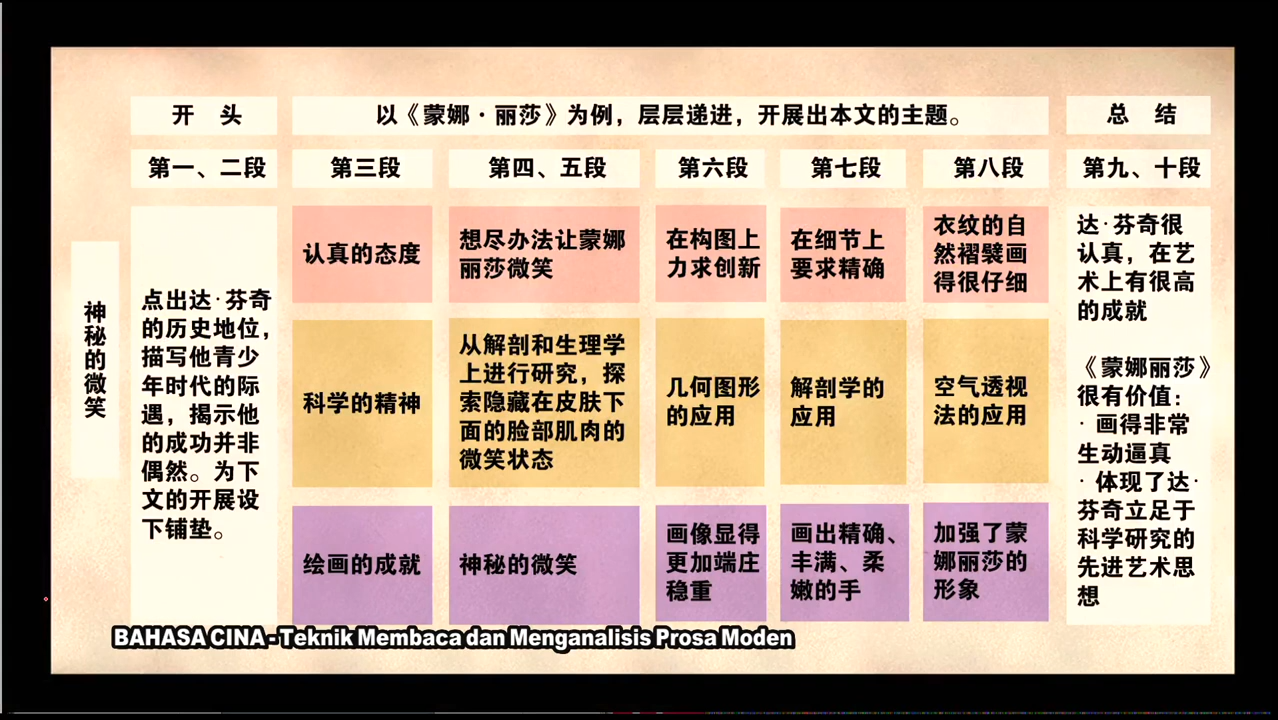 开 头
以《蒙娜·丽莎》为例，层层递进，开展出本文的主题。
总 结
第一、二段
第三段
第四、五段
第六段
第七段
第八段
第九、十段
神秘的微笑
点出达·芬奇
的历史地位，
描写他青少
年时代的际
遇，揭示他
的成功并非
偶然。为下
文的开展设
下铺垫。
认真的态度
想尽办法让蒙娜
丽莎微笑
在构图上
力求创新
在细节上
要求精确
衣纹的自
然褶襞画
得很仔细
科学的精神
从解剖和生理学
上进行研究，探
索隐藏在皮肤下
面的脸部肌肉的
微笑状态
几何图形
的应用
解剖学的
应用
空气透视
法的应用
绘画的成就
神秘的微笑
画像显得
更加端庄
稳重
画出精确、
丰满、柔
嫩的手
加强了蒙
娜丽莎的
形象
达·芬奇很
认真，在艺
术上有很高
的成就
《蒙娜丽莎》
很有价值：
· 画得非常
生动逼真
· 体现了达·
芬奇立足于
科学研究的
先进艺术思
想
BAHASA CINA - Teknik Membaca dan Menganalisis Prosa Moden